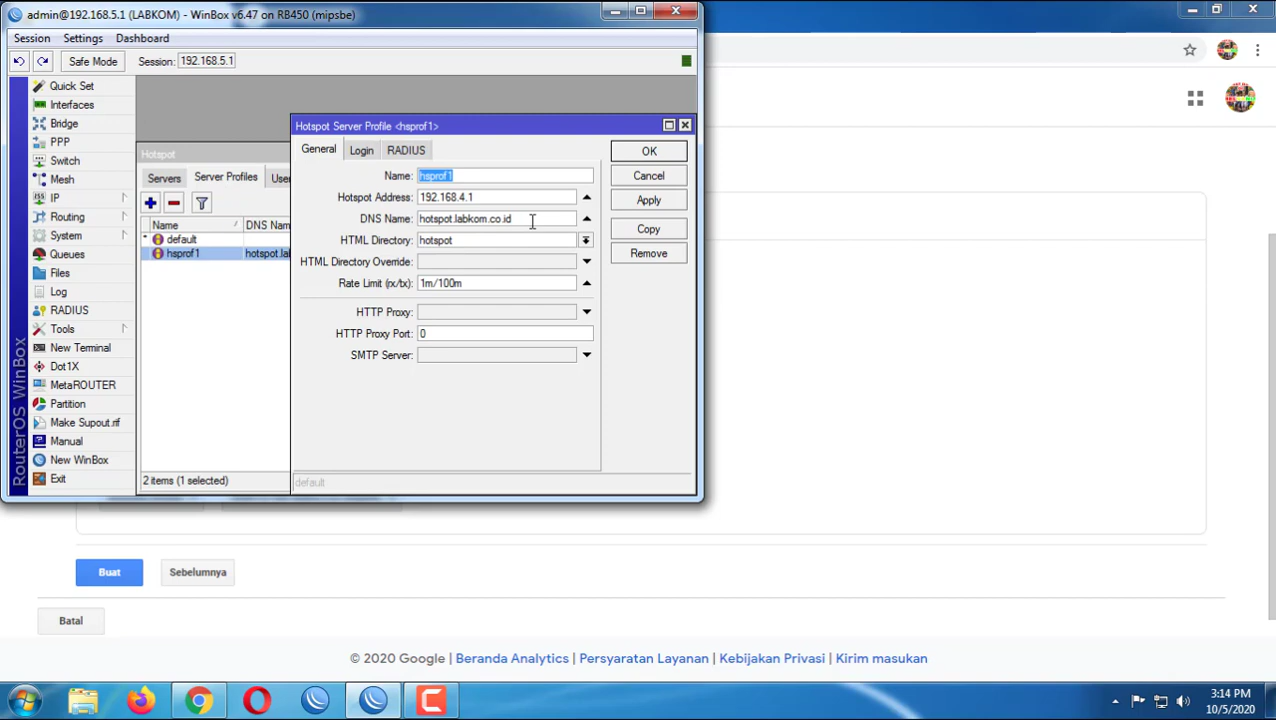 admin@192.168.5.1 (LABKOM) - WinBox v6.47 on RB450 (mipsbe)
Session Settings Dashboard
Safe Mode Session: 192.168.5.1
Quick Set
Interfaces
Bridge
PPP
Switch
Mesh
IP
Routing
System
Queues
Files
Log
RADIUS
Tools
New Terminal
Dot1X
MetaROUTER
Partition
Make Supout.rif
Manual
New WinBox
Exit
RouterOS WinBox
Hotspot
Servers Server Profiles User
Name / DNS Nam
* default
hsprof1 hotspot.lal
2 items (1 selected)
Hotspot Server Profile <hsprof1>
General Login RADIUS
Name: hsprof1
Hotspot Address: 192.168.4.1
DNS Name: hotspot.labkom.co.id
HTML Directory: hotspot
HTML Directory Override:
Rate Limit (rx/tx): 1m/100m
HTTP Proxy:
HTTP Proxy Port: 0
SMTP Server:
OK
Cancel
Apply
Copy
Remove
default
Buat Sebelumnya
Batal
© 2020 Google | Beranda Analytics | Persyaratan Layanan | Kebijakan Privasi | Kirim masukan
3:14 PM
10/5/2020